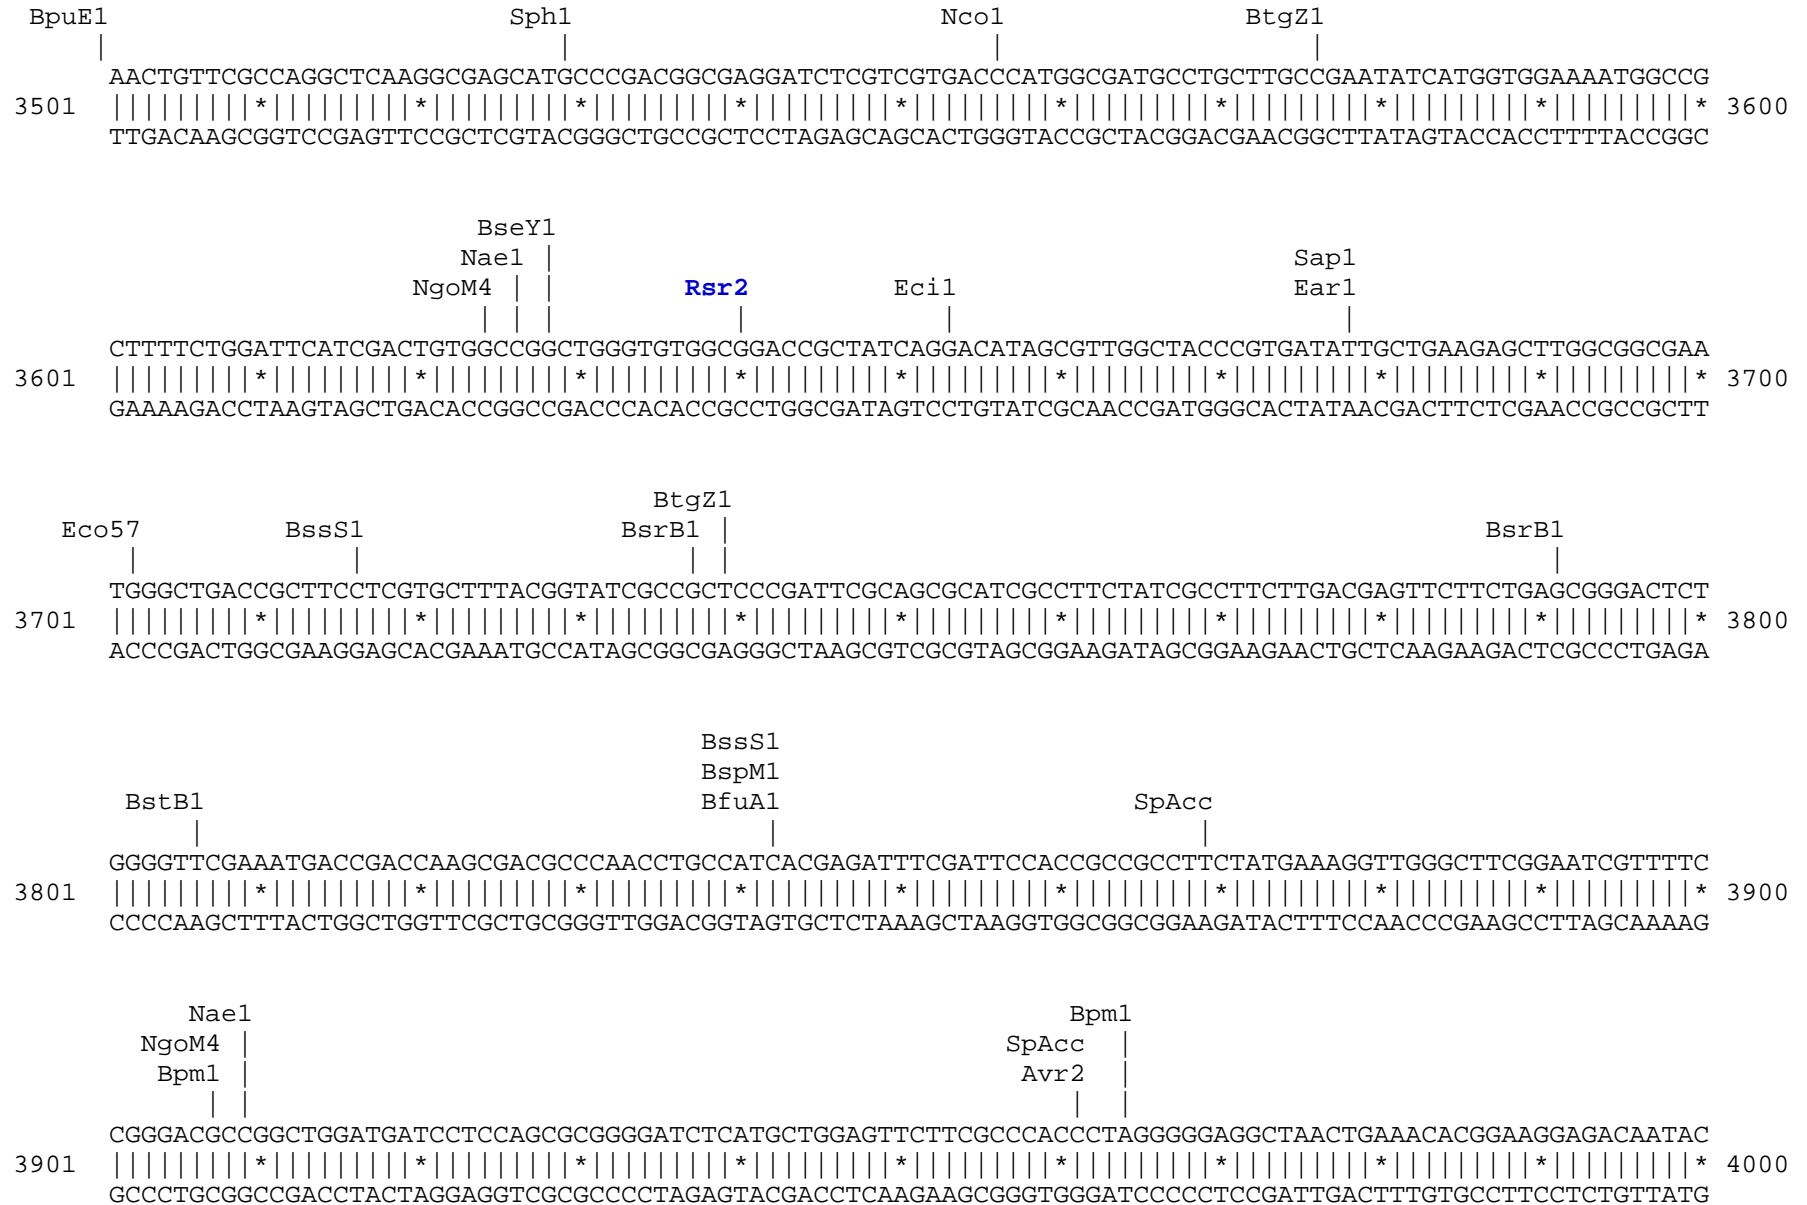 BpuE1 Sph1 Nco1 BtgZ1
| | | |
AACTGTTCGCCAGGCTCAAGGCGAGCATGCCCGACGGCGAGGATCTCGTCGTGACCCATGGCGATGCCTGCTTGCCGAATATCATGGTGGAAAATGGCCG
3501 |||||||||*|||||||||*|||||||||*|||||||||*|||||||||*|||||||||*|||||||||*|||||||||*|||||||||*|||||||||* 3600
TTGACAAGCGGTCCGAGTTCCGCTCGTACGGGCTGCCGCTCCTAGAGCAGCACTGGGTACCGCTACGGACGAACGGCTTATAGTACCACCTTTTACCGGC
BseY1
Nae1 |
NgoM4 | | Rsr2 Eci1 Sap1
Ear1
| | | | | |
CTTTTCTGGATTCATCGACTGTGGCCGGCTGGGTGTGGCGGACCGCTATCAGGACATAGCGTTGGCTACCCGTGATATTGCTGAAGAGCTTGGCGGCGAA
3601 |||||||||*|||||||||*|||||||||*|||||||||*|||||||||*|||||||||*|||||||||*|||||||||*|||||||||*|||||||||* 3700
GAAAAGACCTAAGTAGCTGACACCGGCCGACCCACACCGCCTGGCGATAGTCCTGTATCGCAACCGATGGGCACTATAACGACTTCTCGAACCGCCGCTT
BtgZ1
Eco57 BssS1 BsrB1 | BsrB1
| | | | |
TGGGCTGACCGCTTCCTCGTGCTTTACGGTATCGCCGCTCCCGATTCGCAGCGCATCGCCTTCTATCGCCTTCTTGACGAGTTCTTCTGAGCGGGACTCT
3701 |||||||||*|||||||||*|||||||||*|||||||||*|||||||||*|||||||||*|||||||||*|||||||||*|||||||||*|||||||||* 3800
ACCCGACTGGCGAAGGAGCACGAAATGCCATAGCGGCGAGGGCTAAGCGTCGCGTAGCGGAAGATAGCGGAAGAACTGCTCAAGAAGACTCGCCCTGAGA
BssS1
BspM1
BstB1 BfuA1 SpAcc
| | |
GGGGTTCGAAATGACCGACCAAGCGACGCCCAACCTGCCATCACGAGATTTCGATTCCACCGCCGCCTTCTATGAAAGGTTGGGCTTCGGAATCGTTTTC
3801 |||||||||*|||||||||*|||||||||*|||||||||*|||||||||*|||||||||*|||||||||*|||||||||*|||||||||*|||||||||* 3900
CCCCAAGCTTTACTGGCTGGTTCGCTGCGGGTTGGACGGTAGTGCTCTAAAGCTAAGGTGGCGGCGGAAGATACTTTCCAACCCGAAGCCTTAGCAAAAG
Nae1 Bpm1
NgoM4 | SpAcc |
Bpm1 | Avr2 |
| | | |
CGGGACGCCGGCTGGATGATCCTCCAGCGCGGGGATCTCATGCTGGAGTTCTTCGCCCACCCTAGGGGGAGGCTAACTGAAACACGGAAGGAGACAATAC
3901 |||||||||*|||||||||*|||||||||*|||||||||*|||||||||*|||||||||*|||||||||*|||||||||*|||||||||*|||||||||* 4000
GCCCTGCGGCCGACCTACTAGGAGGTCGCGCCCCTAGAGTACGACCTCAAGAAGCGGGTGGGATCCCCCTCCGATTGACTTTGTGCCTTCCTCTGTTATG